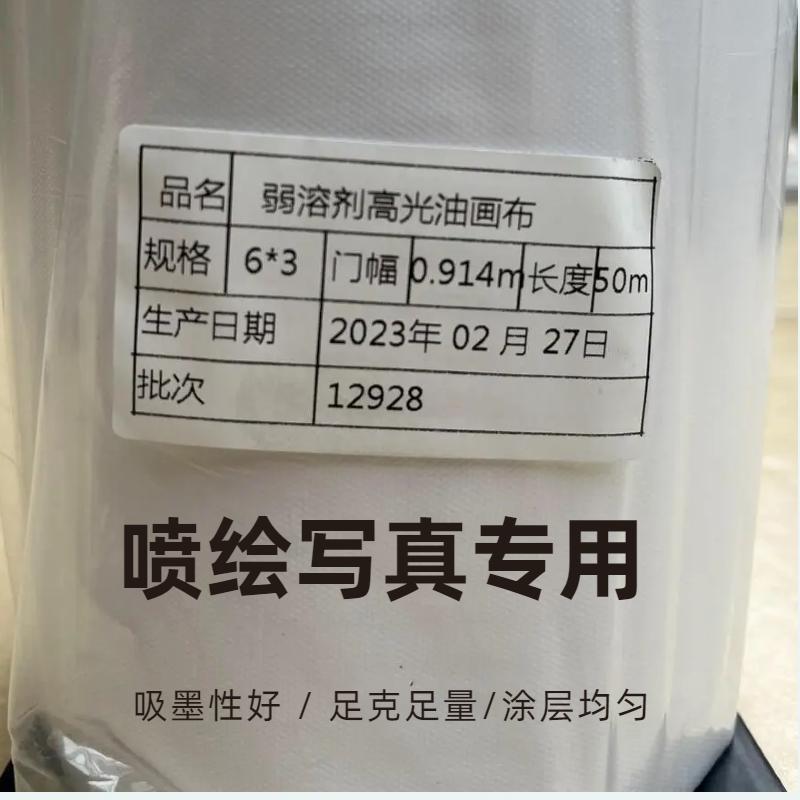 品名 弱溶剂高光油画布
规格 6*3 门幅 0.914m 长度 50m
生产日期 2023年 02 月 27日
批次 12928
喷绘写真专用
吸墨性好 / 足克足量/涂层均匀